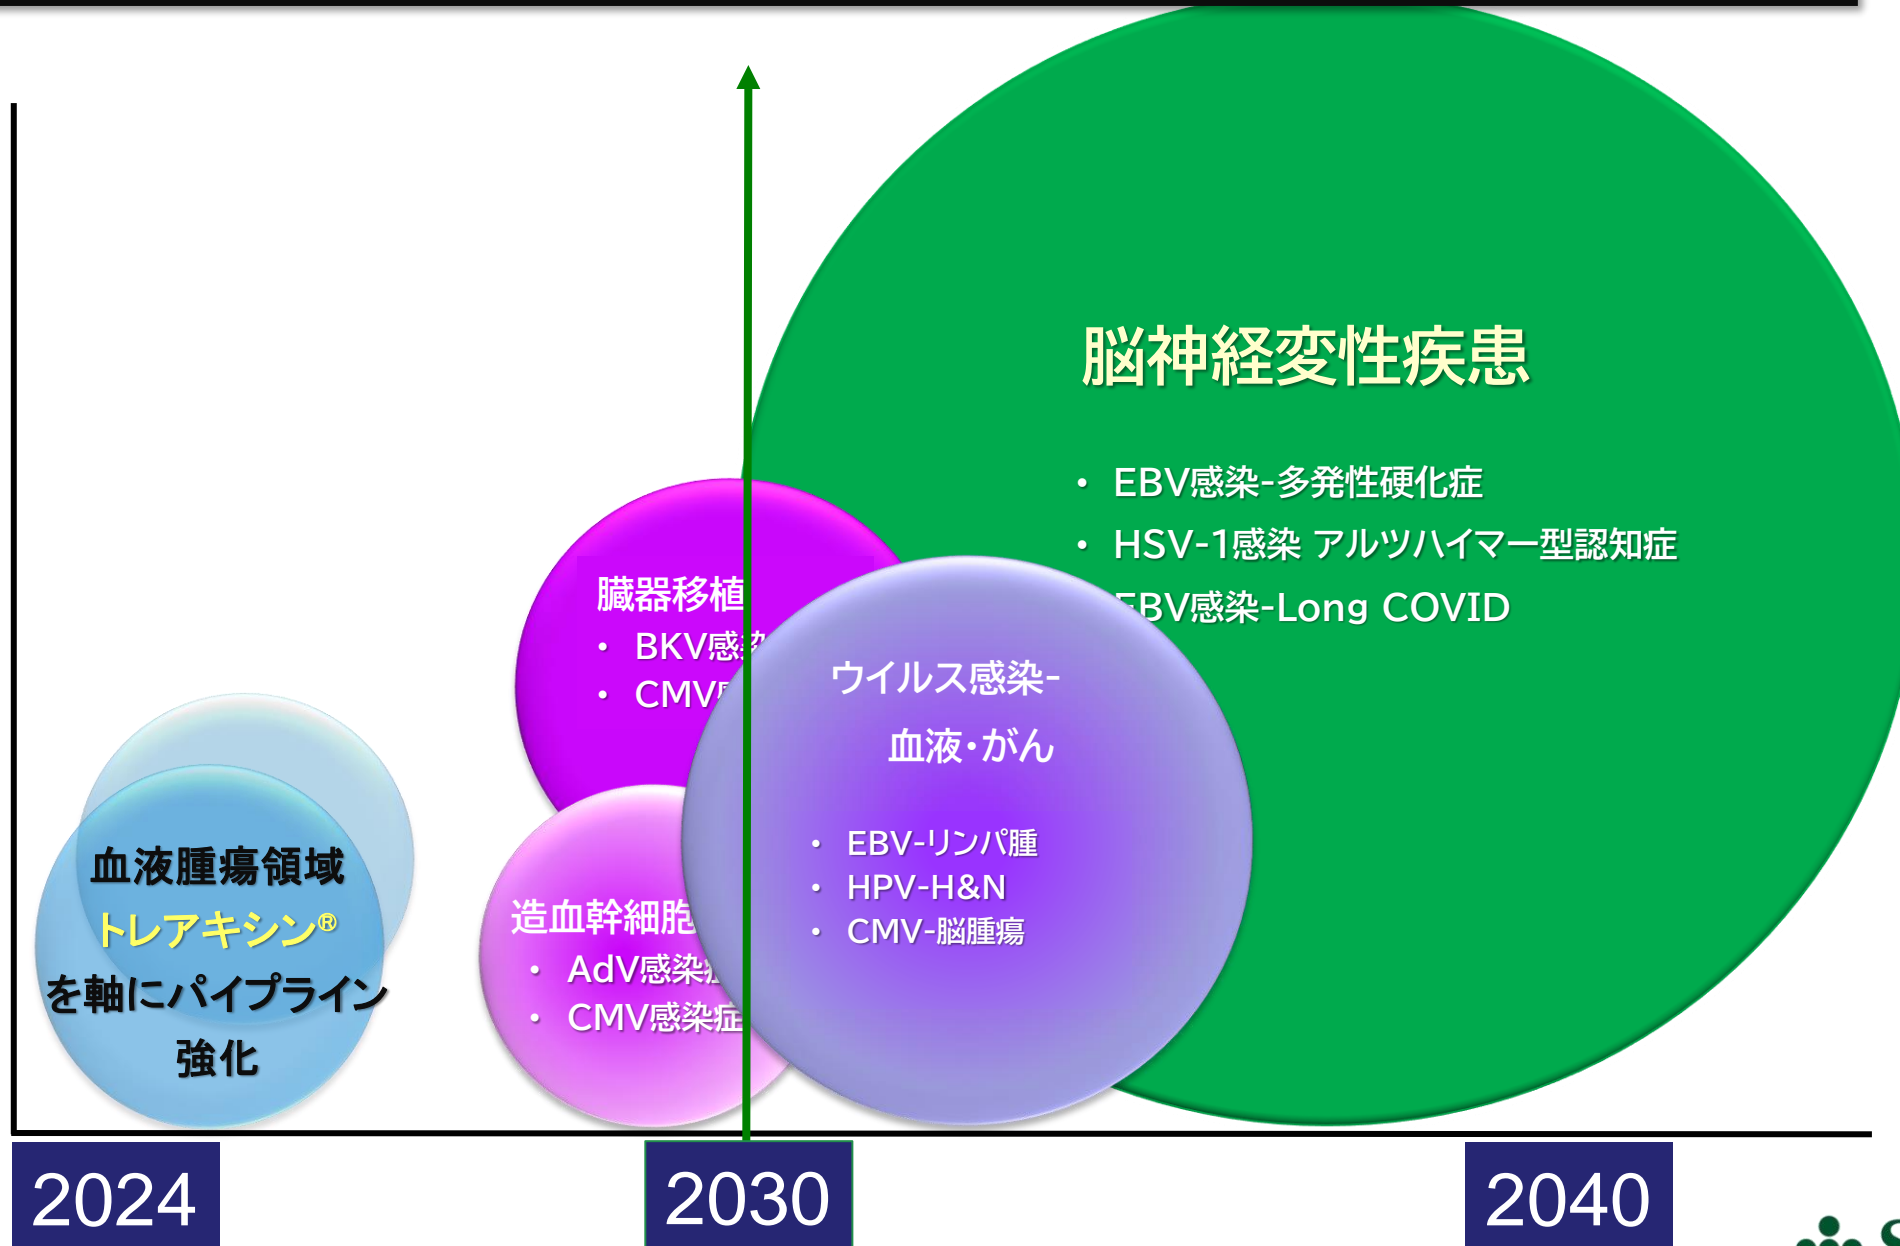 脳神経変性疾患
・ EBV感染-多発性硬化症
・ HSV-1感染 アルツハイマー型認知症
EBV感染-Long COVID
臓器移植
・ BKV感染
・ CMV
ウイルス感染-
血液・がん
・ EBV-リンパ腫
・ HPV-H&N
・ CMV-脳腫瘍
造血幹細胞
・ AdV感染症
・ CMV感染症
血液腫瘍領域
トレアキシン®
を軸にパイプライン
強化
2024
2030
2040